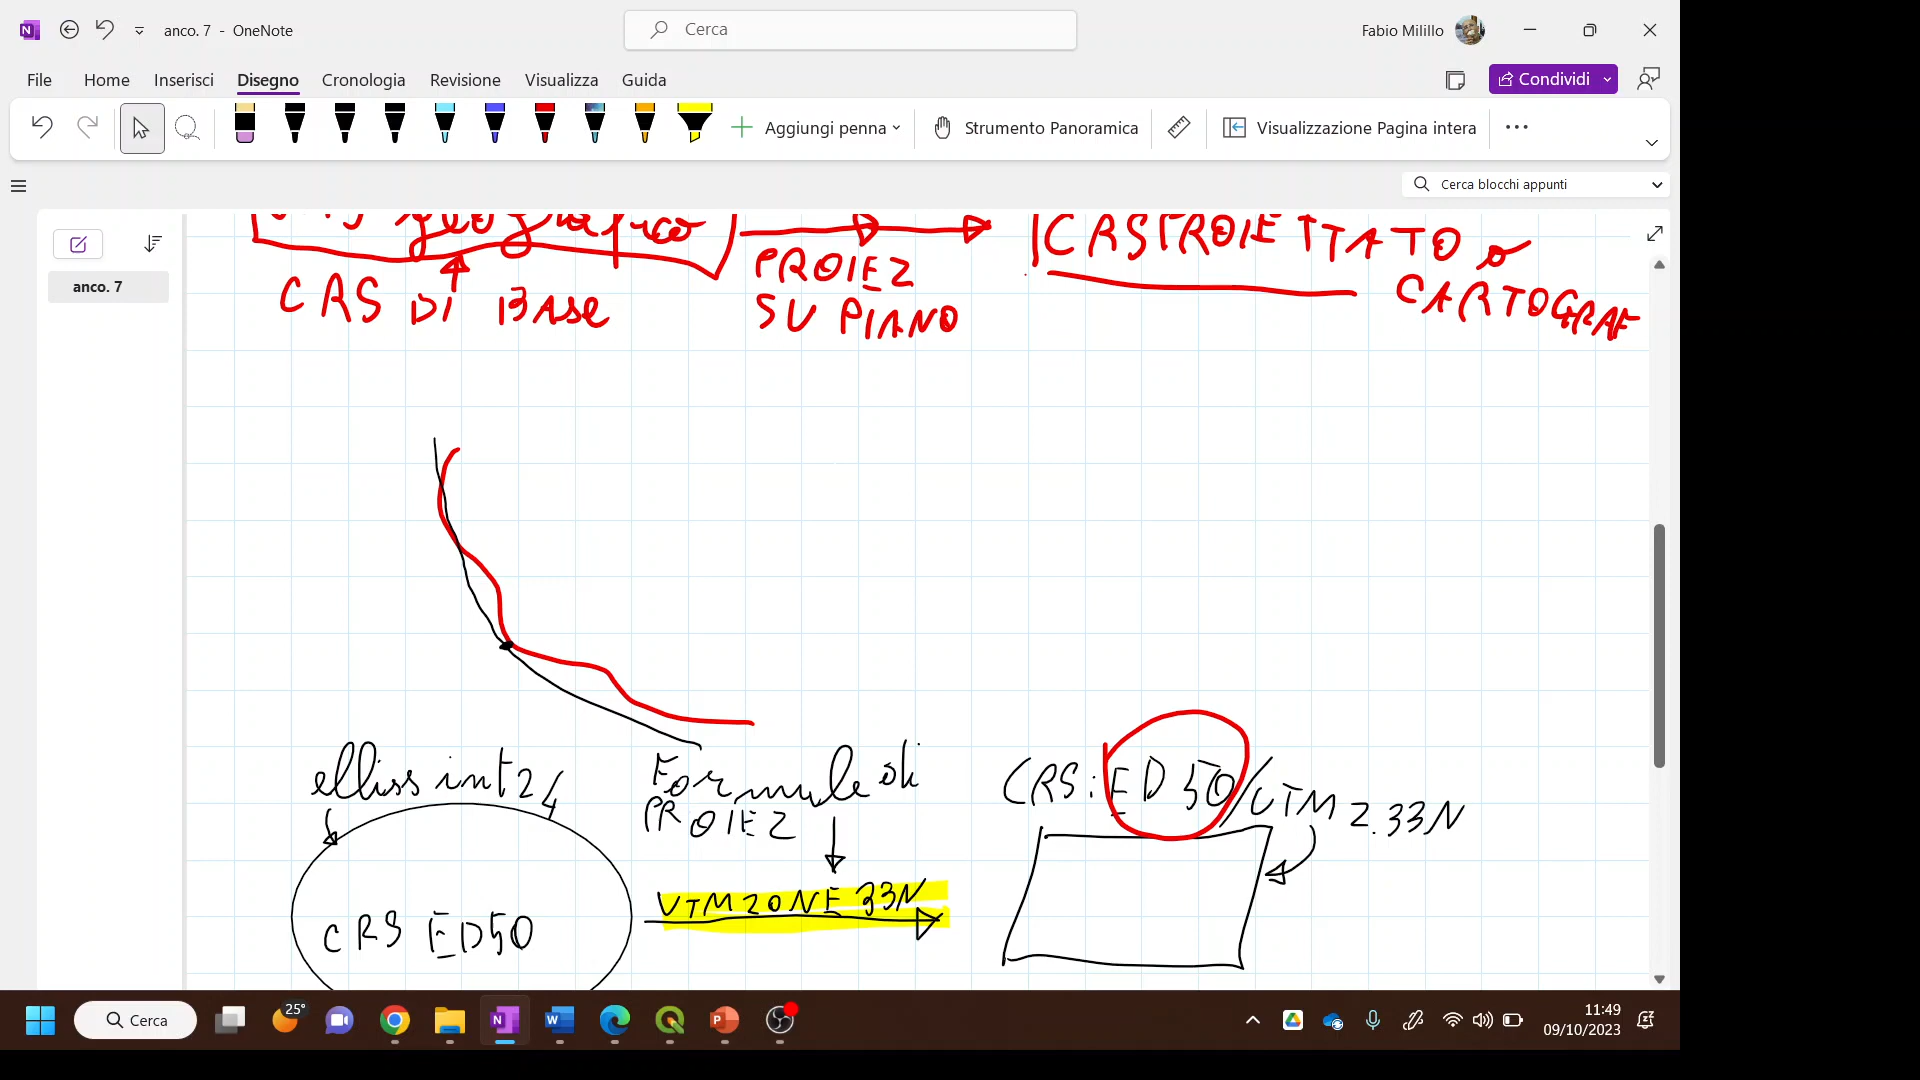 anco. 7 - OneNote
Cerca
Fabio Milillo
File Home Inserisci Disegno Cronologia Revisione Visualizza Guida
Condividi
Aggiungi penna
Strumento Panoramica
Visualizzazione Pagina intera
Cerca blocchi appunti
anco. 7
geografico
CRS PROIETTATO o
CARTOGRAF
PROIEZ
SU PIANO
CRS DI BASE
elliss int 24
Formule di
PROIEZ
CRS: ED50/UTM Z.33N
UTM ZONE 33N
CRS ED50
25°
Cerca
11:49
09/10/2023